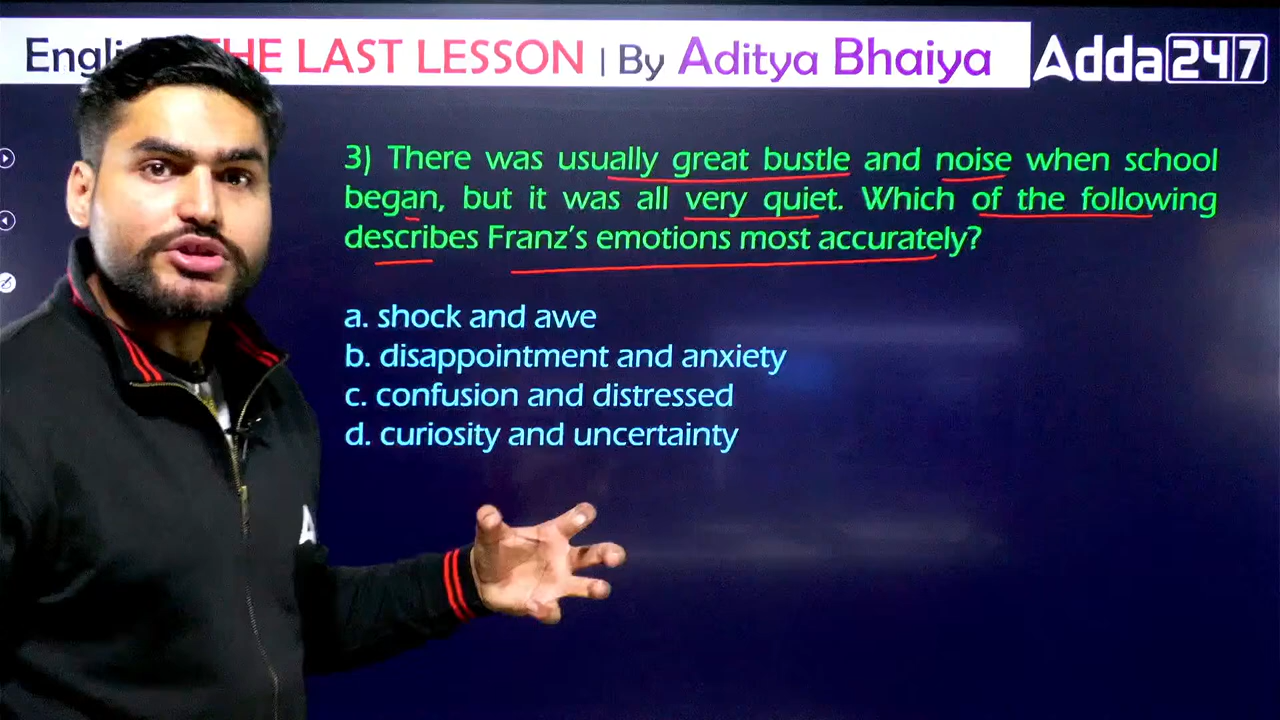 THE LAST LESSON | By Aditya Bhaiya
Adda247
3) There was usually great bustle and noise when school
began, but it was all very quiet. Which of the following
describes Franz's emotions most accurately?
a. shock and awe
b. disappointment and anxiety
c. confusion and distressed
d. curiosity and uncertainty